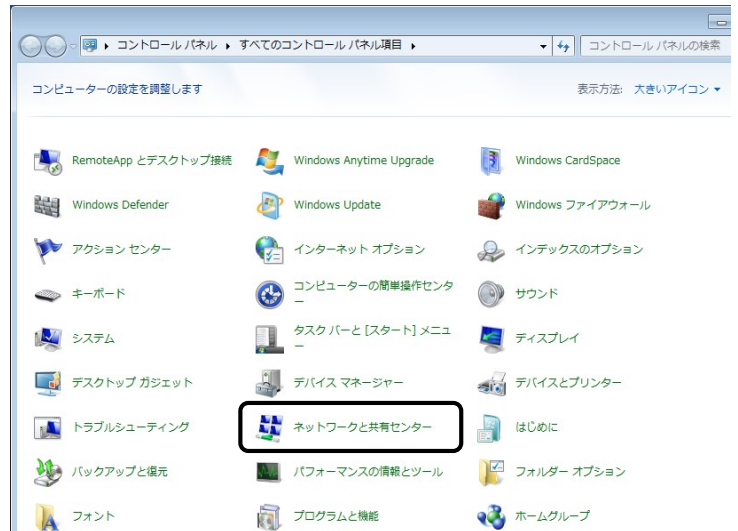 コントロール パネル ▸ すべてのコントロール パネル項目 ▸
コントロール パネルの検索
コンピューターの設定を調整します
表示方法: 大きいアイコン
RemoteApp とデスクトップ接続
Windows Anytime Upgrade
Windows CardSpace
Windows Defender
Windows Update
Windows ファイアウォール
アクション センター
インターネット オプション
インデックスのオプション
キーボード
コンピューターの簡単操作センタ
ー
サウンド
システム
タスク バーと [スタート] メニュ
ー
ディスプレイ
デスクトップ ガジェット
デバイス マネージャー
デバイスとプリンター
トラブルシューティング
ネットワークと共有センター
はじめに
バックアップと復元
パフォーマンスの情報とツール
フォルダー オプション
フォント
プログラムと機能
ホームグループ